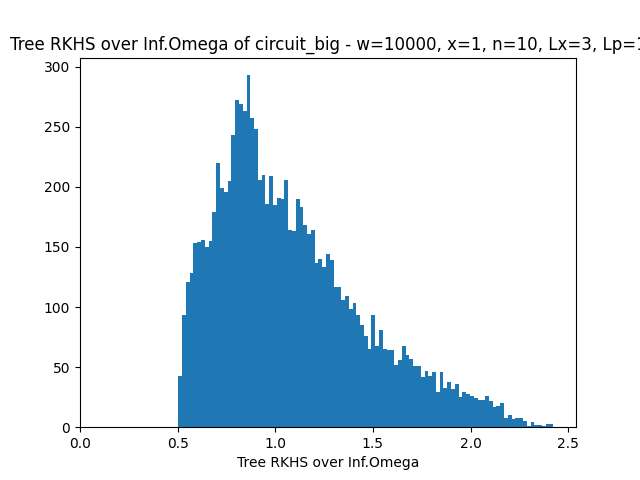 Tree RKHS over Inf.Omega of circuit_big - w=10000, x=1, n=10, Lx=3, Lp=1
300
250
200
150
100
50
0
0.0 0.5 1.0 1.5 2.0 2.5
Tree RKHS over Inf.Omega